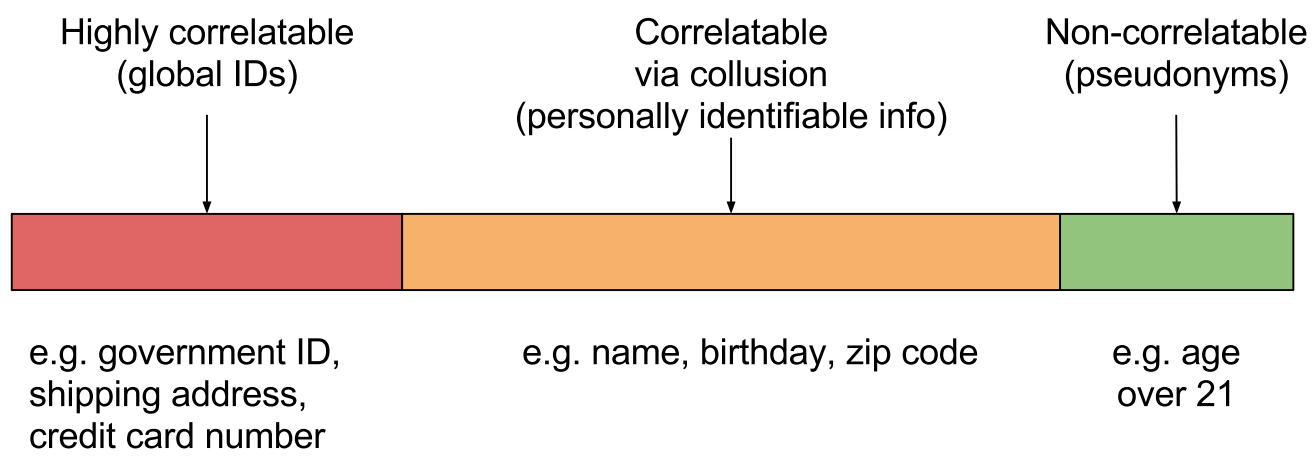 Highly correlatable
(global IDs)
Correlatable
via collusion
(personally identifiable info)
Non-correlatable
(pseudonyms)
e.g. government ID,
shipping address,
credit card number
e.g. name, birthday, zip code
e.g. age
over 21